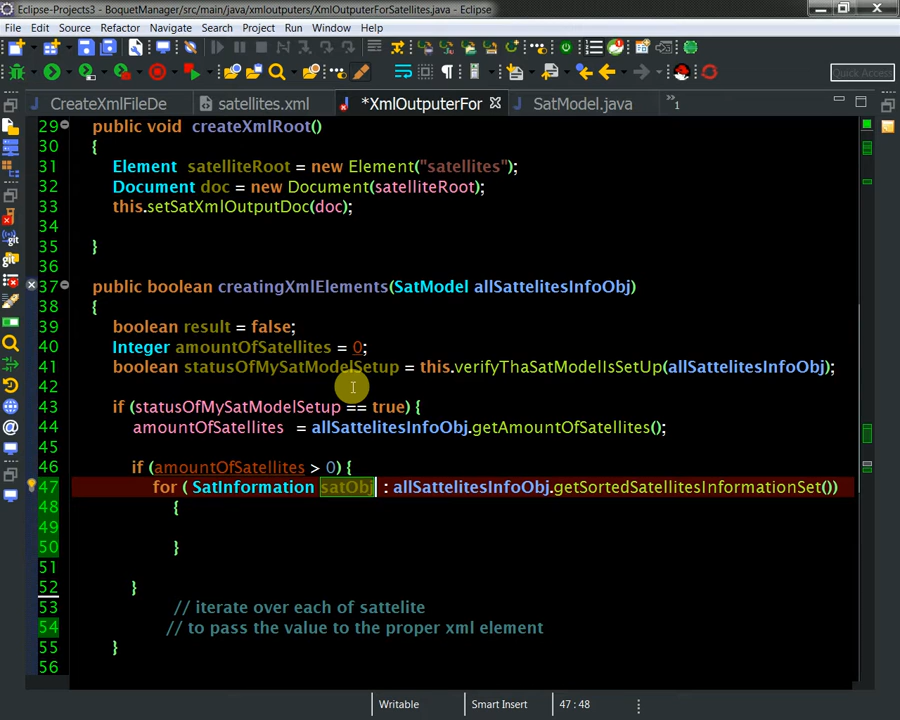 Eclipse-Projects3 - BoquetManager/src/main/java/xmloutputers/XmlOutputerForSatellites.java - Eclipse
File Edit Source Refactor Navigate Search Project Run Window Help
Quick Access
CreateXmlFileDe satellites.xml *XmlOutputerFor SatModel.java »1
29 public void createXmlRoot()
30 {
31 Element satelliteRoot = new Element("satellites");
32 Document doc = new Document(satelliteRoot);
33 this.setSatXmlOutputDoc(doc);
34
35 }
36
37 public boolean creatingXmlElements(SatModel allSattelitesInfoObj)
38 {
39 boolean result = false;
40 Integer amountOfSatellites = 0;
41 boolean statusOfMySatModelSetup = this.verifyThaSatModelIsSetUp(allSattelitesInfoObj);
42
43 if (statusOfMySatModelSetup == true) {
44 amountOfSatellites = allSattelitesInfoObj.getAmountOfSatellites();
45
46 if (amountOfSatellites > 0) {
47 for ( SatInformation satObj : allSattelitesInfoObj.getSortedSatellitesInformationSet())
48 {
49
50 }
51
52 }
53 // iterate over each of sattelite
54 // to pass the value to the proper xml element
55 }
56
Writable Smart Insert 47 : 48